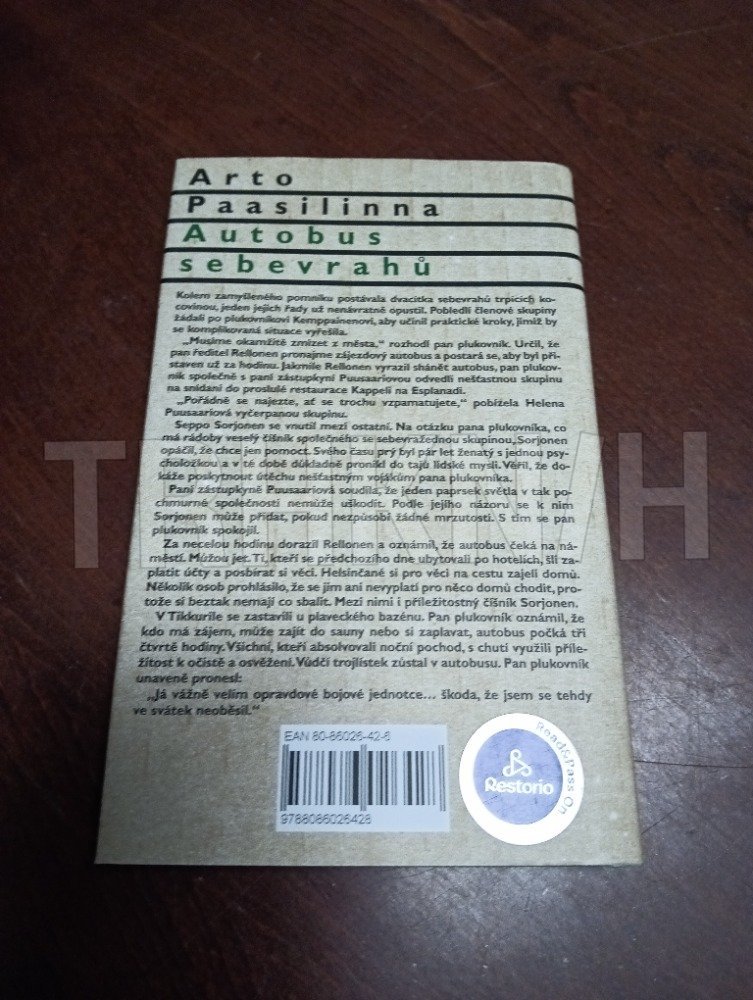 Arto
Paasilinna
Autobus
sebevrahů
Kolem zamyšleného pomníku postávala dvacítka sebevrahů trpících ko-
covinou, jeden jejich řady už nenávratně opustil. Pobledlí členové skupiny
žádali po plukovníkovi Kemppainenovi, aby učinil praktické kroky, jimiž by
se komplikovaná situace vyřešila.
„Musíme okamžitě zmizet z města,“ rozhodl pan plukovník. Určil, že
pan ředitel Rellonen pronajme zájezdový autobus a postará se, aby byl při-
staven už za hodinu. Jakmile Rellonen vyrazil shánět autobus, pan plukov-
ník společně s paní zástupkyní Puusaariovou odvedli nešťastnou skupinu
na snídani do proslulé restaurace Kappeli na Esplanadi.
„Pořádně se najezte, ať se trochu vzpamatujete,“ pobízela Helena
Puusaariová vyčerpanou skupinu.
Seppo Sorjonen se vnutil mezi ostatní. Na otázku pana plukovníka, co
má rádoby veselý číšník společného se sebevražednou skupinou, Sorjonen
opáčil, že chce jen pomoct. Svého času prý byl pár let ženatý s jednou psy-
choložkou a v té době důkladně pronikl do tajů lidské mysli. Věřil, že do-
káže poskytnout útěchu nešťastným vojákům pana plukovníka.
Paní zástupkyně Puusaariová soudila, že jeden paprsek světla v tak po-
chmurné společnosti nemůže uškodit. Podle jejího názoru se k nim
Sorjonen může přidat, pokud nezpůsobí žádné mrzutosti. S tím se pan
plukovník spokojil.
Za necelou hodinu dorazil Rellonen a oznámil, že autobus čeká na ná-
městí. Můžou jet. Ti, kteří se předchozího dne ubytovali po hotelích, šli za-
platit účty a posbírat si věci. Helsinčané si pro věci na cestu zajeli domů.
Několik osob prohlásilo, že se jim ani nevyplatí pro něco domů chodit, pro-
tože si beztak nemají co sbalit. Mezi nimi i příležitostný číšník Sorjonen.
V Tikkurile se zastavili u plaveckého bazénu. Pan plukovník oznámil, že
kdo má zájem, může zajít do sauny nebo si zaplavat, autobus počká tři
čtvrtě hodiny. Všichni, kteří absolvovali noční pochod, s chutí využili příle-
žitost k očistě a osvěžení. Vůdčí trojlístek zůstal v autobusu. Pan plukovník
unaveně pronesl:
„Já vážně velím opravdové bojové jednotce... škoda, že jsem se tehdy
ve svátek neoběsil.“
EAN 80-86026-42-6
9788086026428
Read&Pass On.
Restorio